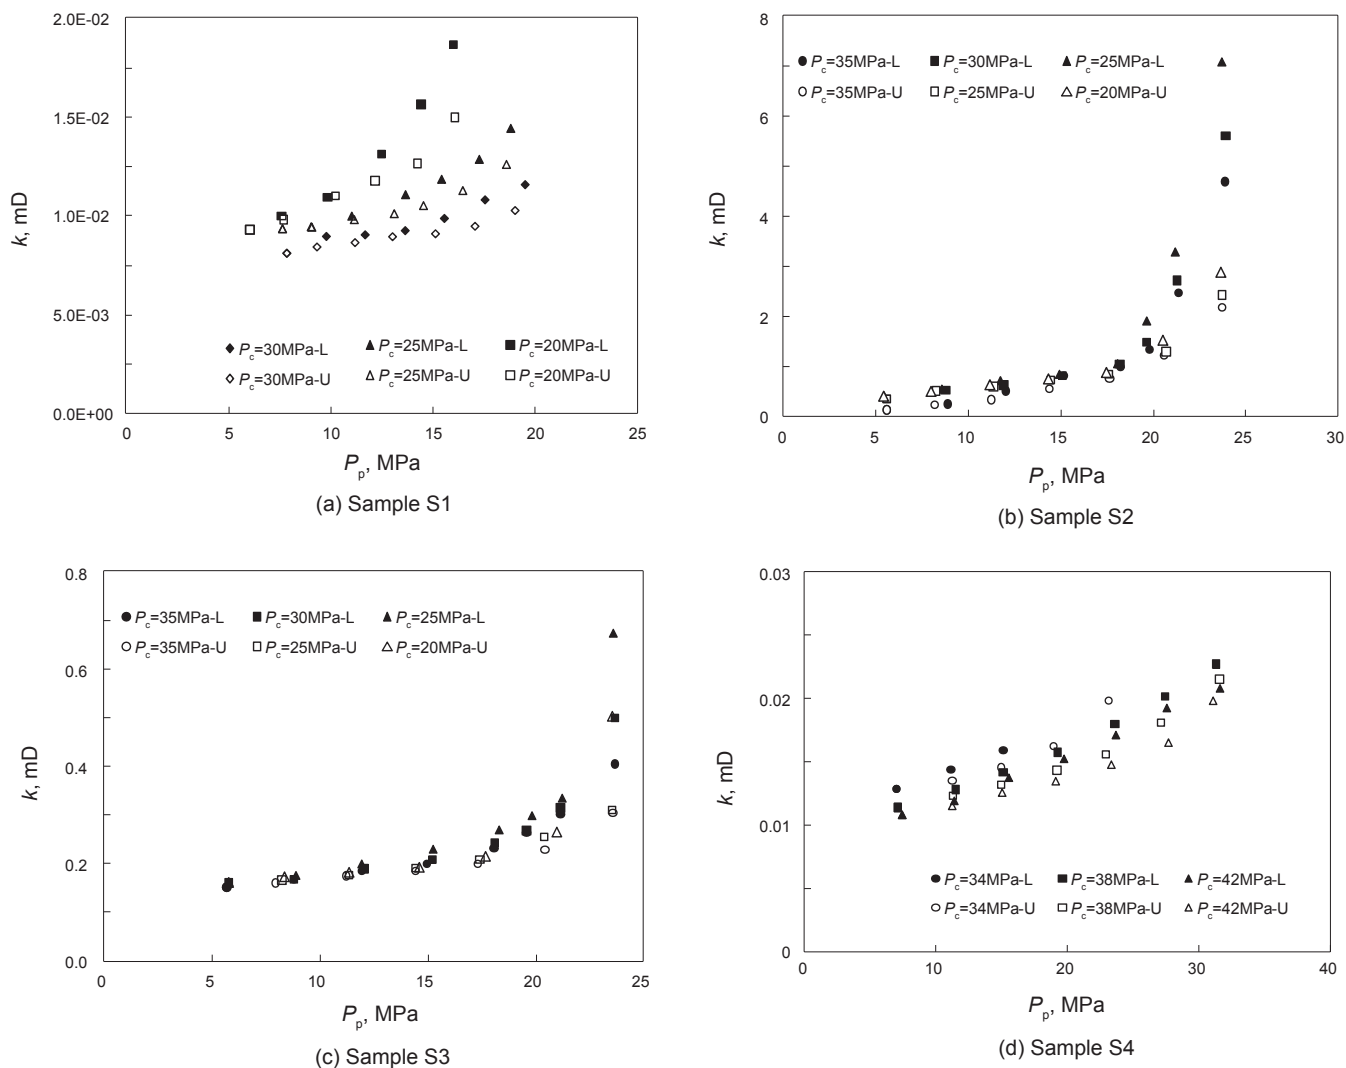 2.0E-02
1.5E-02
1.0E-02
5.0E-03
0.0E+00
k, mD
Pc=30MPa-L Pc=25MPa-L Pc=20MPa-L
Pc=30MPa-U Pc=25MPa-U Pc=20MPa-U
0 5 10 15 20 25
Pp, MPa
(a) Sample S1
8
6
4
2
0
k, mD
Pc=35MPa-L Pc=30MPa-L Pc=25MPa-L
Pc=35MPa-U Pc=25MPa-U Pc=20MPa-U
0 5 10 15 20 25 30
Pp, MPa
(b) Sample S2
0.8
0.6
0.4
0.2
0.0
k, mD
Pc=35MPa-L Pc=30MPa-L Pc=25MPa-L
Pc=35MPa-U Pc=25MPa-U Pc=20MPa-U
0 5 10 15 20 25
Pp, MPa
(c) Sample S3
0.03
0.02
0.01
0
k, mD
Pc=34MPa-L Pc=38MPa-L Pc=42MPa-L
Pc=34MPa-U Pc=38MPa-U Pc=42MPa-U
0 10 20 30 40
Pp, MPa
(d) Sample S4